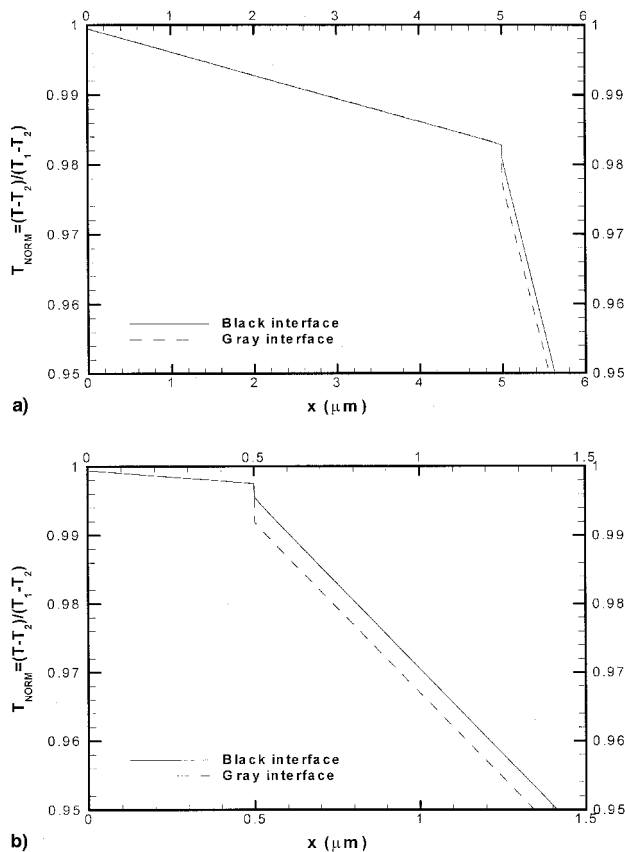 0 1 2 3 4 5 6
1 1
0.99 0.99
0.98 0.98
0.97 0.97
0.96 0.96
0.95 0.95
T_NORM=(T-T_2)/(T_1-T_2)
Black interface
Gray interface
0 1 2 3 4 5 6
a)
x (μm)
0 0.5 1 1.5
1 1
0.99 0.99
0.98 0.98
0.97 0.97
0.96 0.96
0.95 0.95
T_NORM=(T-T_2)/(T_1-T_2)
Black interface
Gray interface
0 0.5 1 1.5
b)
x (μm)